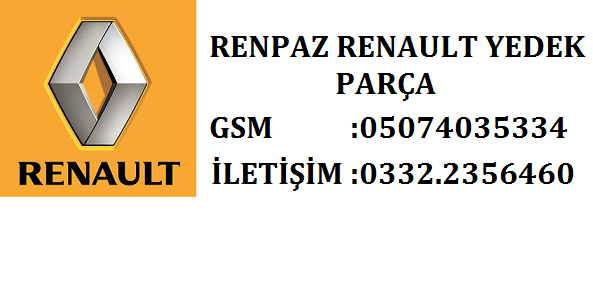 RENAULT
RENPAZ RENAULT YEDEK
PARÇA
GSM :05074035334
İLETİŞİM :0332.2356460